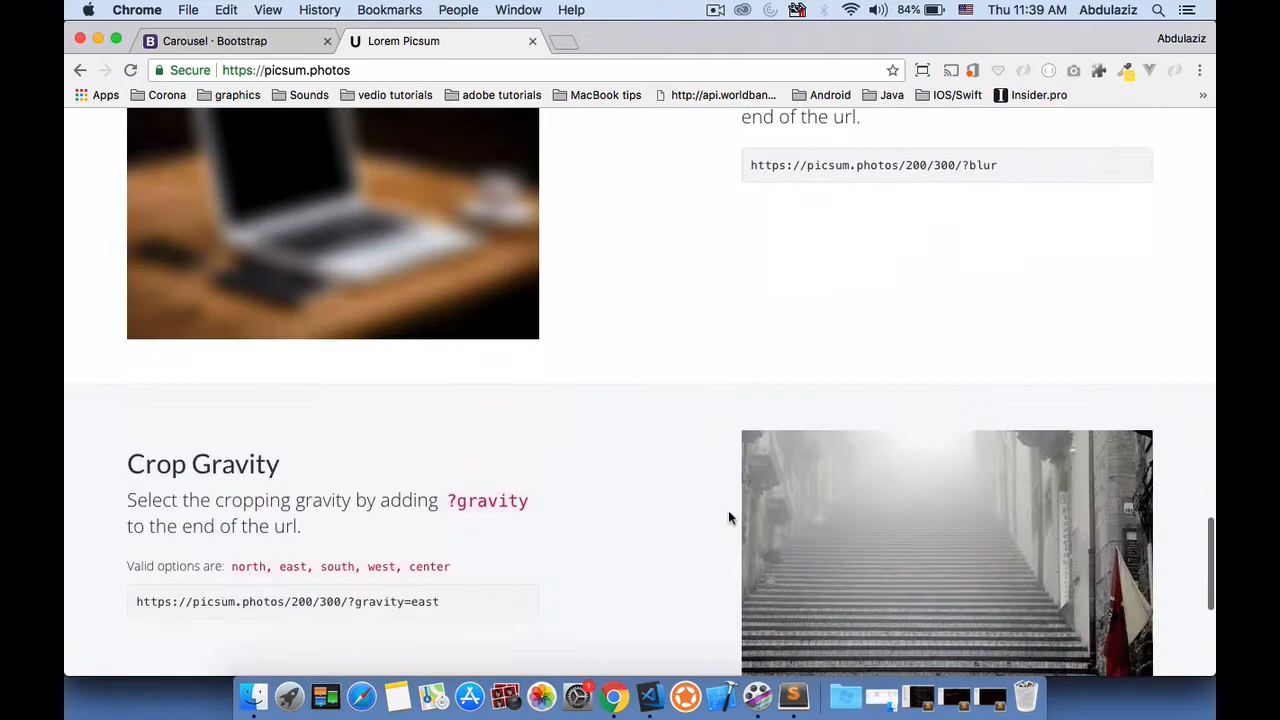 Chrome File Edit View History Bookmarks People Window Help 84% Thu 11:39 AM Abdulaziz
B Carousel · Bootstrap × U Lorem Picsum × Abdulaziz
Secure https://picsum.photos
Apps Corona graphics Sounds vedio tutorials adobe tutorials MacBook tips http://api.worldban... Android Java IOS/Swift Insider.pro »
end of the url.
https://picsum.photos/200/300/?blur
Crop Gravity
Select the cropping gravity by adding ?gravity
to the end of the url.
Valid options are: north, east, south, west, center
https://picsum.photos/200/300/?gravity=east